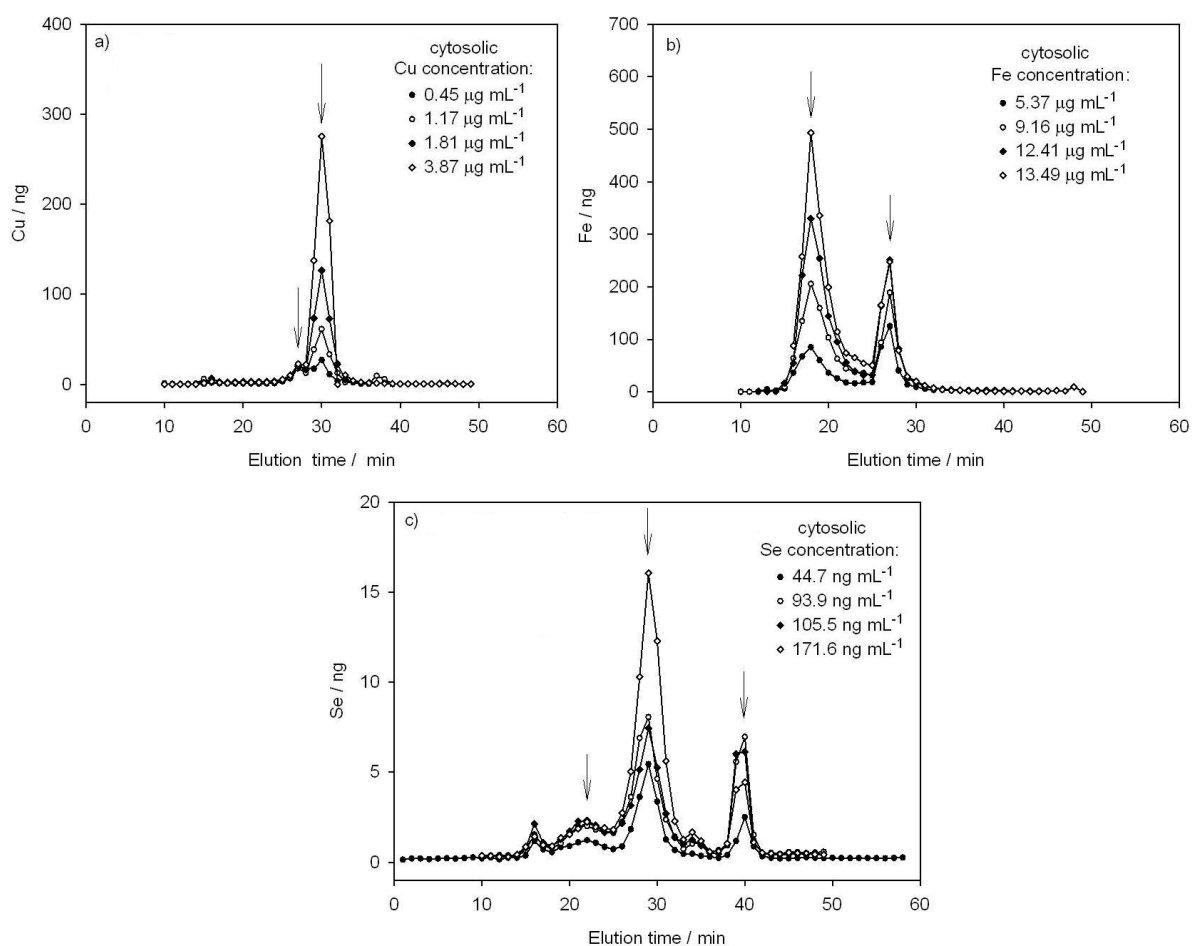 a)
cytosolic
Cu concentration:
0.45 µg mL-1
1.17 µg mL-1
1.81 µg mL-1
3.87 µg mL-1
400
300
200
100
0
Cu / ng
0 10 20 30 40 50 60
Elution time / min
b)
cytosolic
Fe concentration:
5.37 µg mL-1
9.16 µg mL-1
12.41 µg mL-1
13.49 µg mL-1
700
600
500
400
300
200
100
0
Fe / ng
0 10 20 30 40 50 60
Elution time / min
c)
cytosolic
Se concentration:
44.7 ng mL-1
93.9 ng mL-1
105.5 ng mL-1
171.6 ng mL-1
20
15
10
5
0
Se / ng
0 10 20 30 40 50 60
Elution time / min